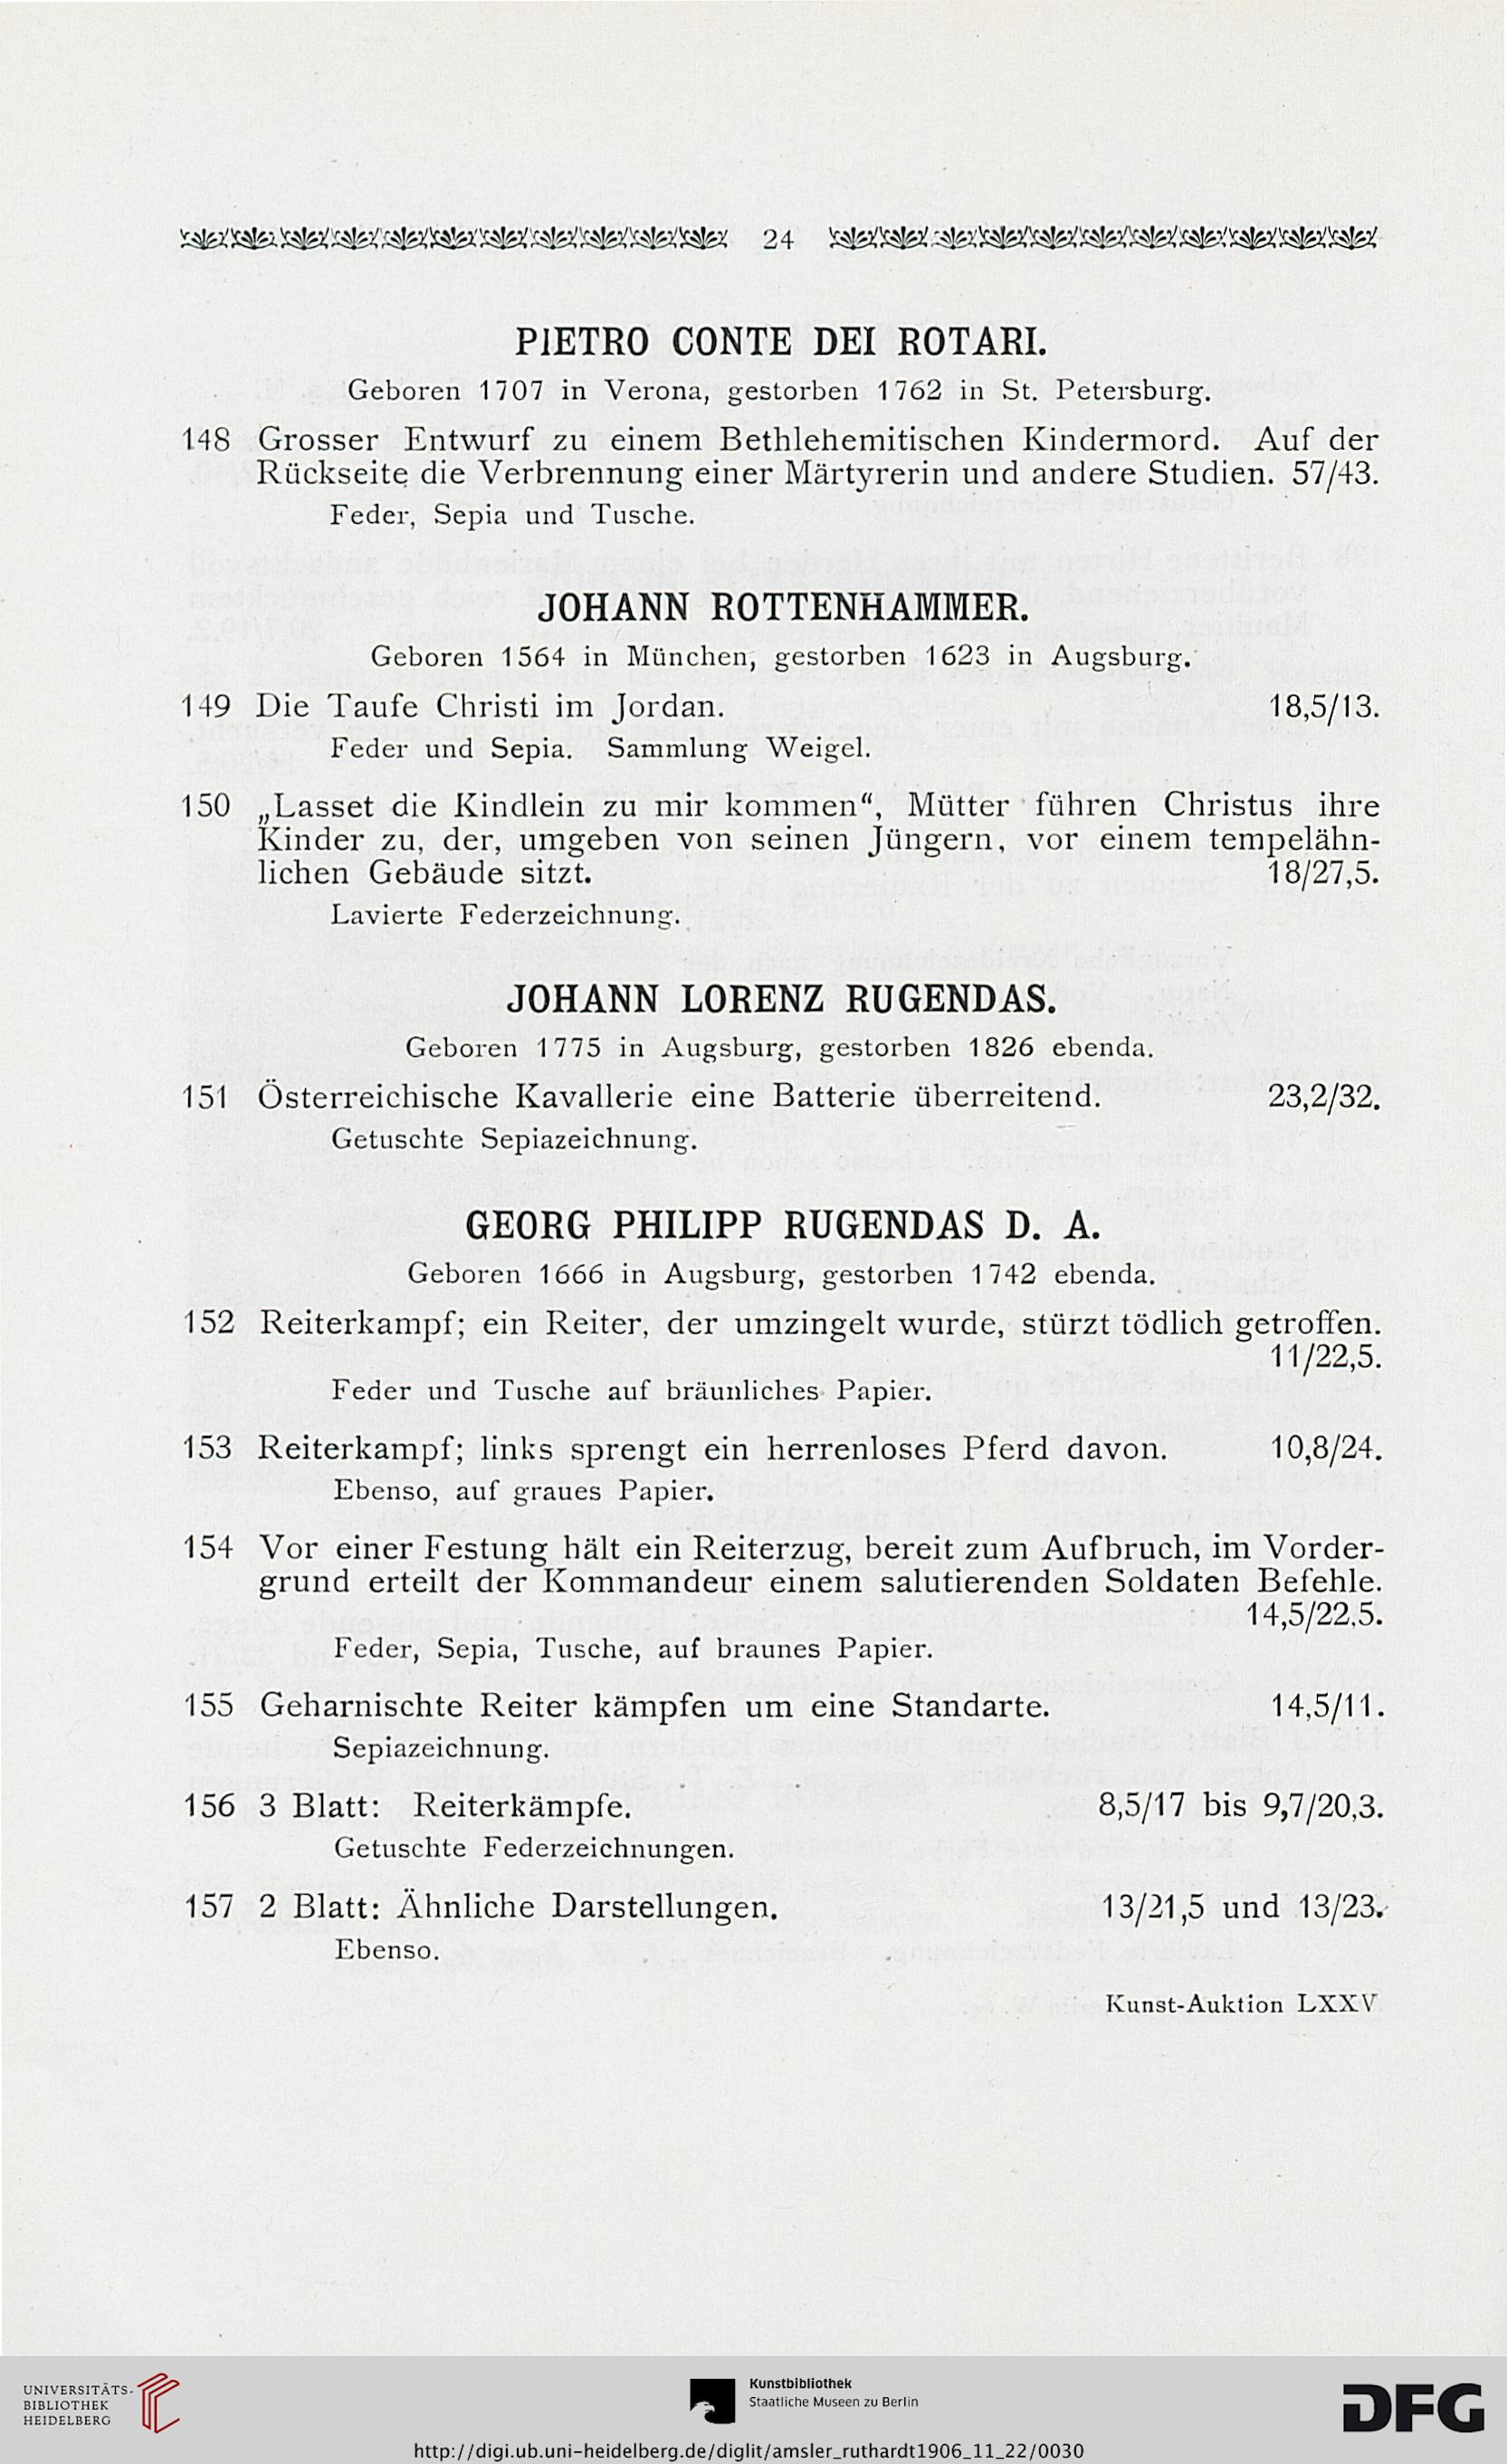 24
PIETRO CONTE DEI ROTARI.
Geboren 1707 in Verona, gestorben 1762 in St. Petersburg.
148 Grosser Entwurf zu einem Bethlehemitischen Kindermord. Auf der
Rückseite die Verbrennung einer Märtyrerin und andere Studien. 57/43.
Feder, Sepia und Tusche.
JOHANN ROTTENHAMMER.
Geboren 1564 in München, gestorben 1623 in Augsburg.
149 Die Taufe Christi im Jordan. 18,5/13.
Feder und Sepia. Sammlung Weigel.
150 „Lasset die Kindlein zu mir kommen“, Mütter führen Christus ihre
Kinder zu, der, umgeben von seinen Jüngern, vor einem tempelähn-
lichen Gebäude sitzt. 18/27,5.
Lavierte Federzeichnung.
JOHANN LORENZ RUGENDAS.
Geboren 1775 in Augsburg, gestorben 1826 ebenda.
151 Österreichische Kavallerie eine Batterie überreitend. 23,2/32.
Getuschte Sepiazeichnung.
GEORG PHILIPP RUGENDAS D. A.
Geboren 1666 in Augsburg, gestorben 1742 ebenda.
152 Reiterkampf; ein Reiter, der umzingelt wurde, stürzt tödlich getroffen.
11/22,5.
Feder und Tusche auf bräunliches Papier.
153 Reiterkampf; links sprengt ein herrenloses Pferd davon. 10,8/24.
Ebenso, auf graues Papier.
154 Vor einer Festung hält ein Reiterzug, bereit zum Aufbruch, im Vorder-
grund erteilt der Kommandeur einem salutierenden Soldaten Befehle.
14,5/22,5.
Feder, Sepia, Tusche, auf braunes Papier.
155 Geharnischte Reiter kämpfen um eine Standarte. 14,5/11.
Sepiazeichnung.
156 3 Blatt: Reiterkämpfe. 8,5/17 bis 9,7/20,3.
Getuschte Federzeichnungen.
157 2 Blatt: Ähnliche Darstellungen. 13/21,5 und 13/23.
Ebenso.
Kunst-Auktion LXXV
UNIVERSITÄTS-
BIBLIOTHEK
HEIDELBERG
Kunstbibliothek
Staatliche Museen zu Berlin
DFG
http://digi.ub.uni-heidelberg.de/diglit/amsler_ruthardt1906_11_22/0030